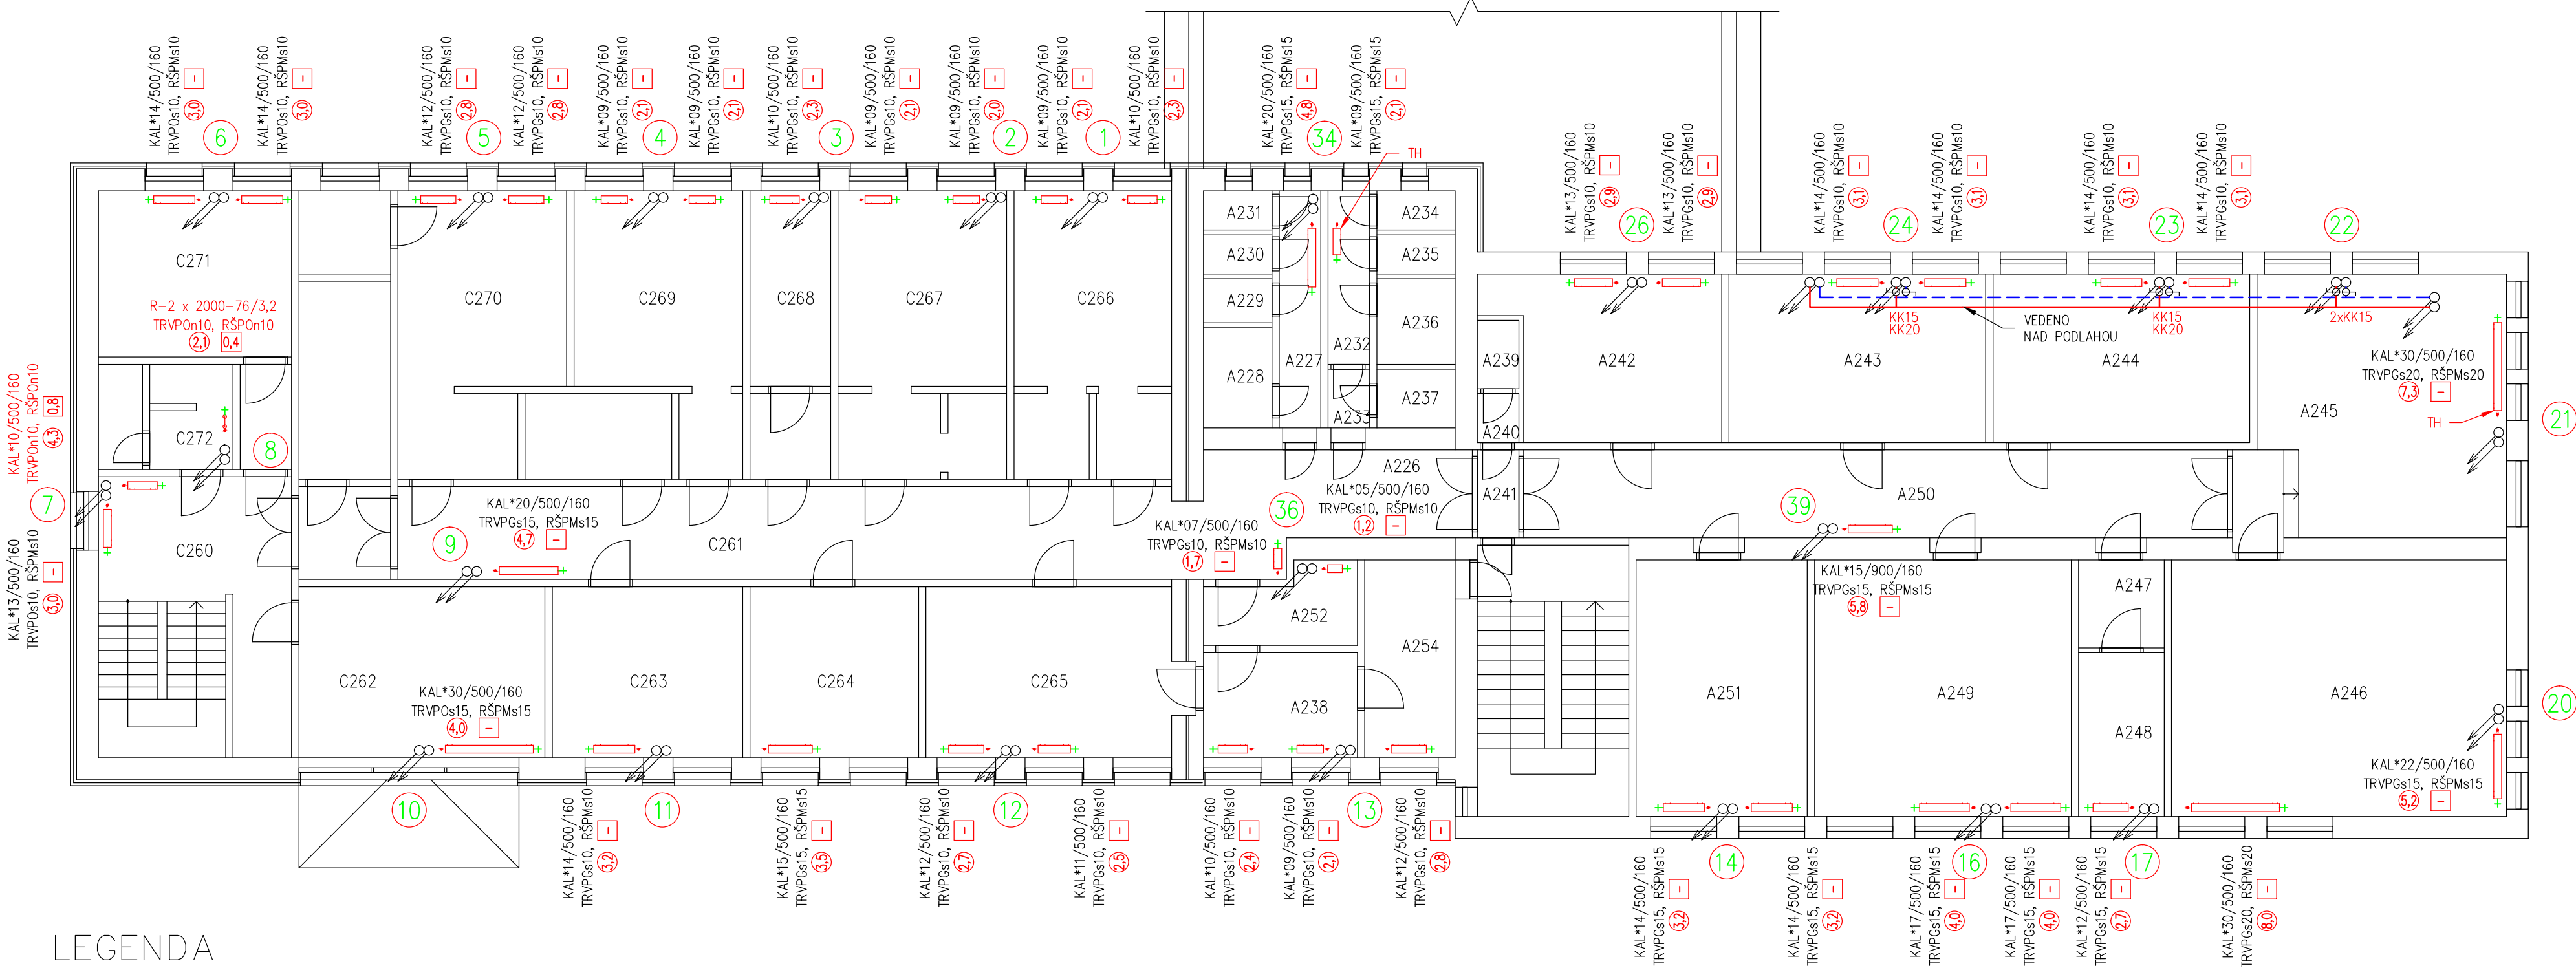 KAL*14/500/160
TRVPOs10, RŠPMs10
3,0 -
KAL*14/500/160
TRVPOs10, RŠPMs10
3,0 -
6
KAL*12/500/160
TRVPGs10, RŠPMs10
2,8 -
KAL*12/500/160
TRVPGs10, RŠPMs10
2,8 -
5
KAL*09/500/160
TRVPGs10, RŠPMs10
2,1 -
KAL*09/500/160
TRVPGs10, RŠPMs10
2,1 -
4
KAL*10/500/160
TRVPGs10, RŠPMs10
2,3 -
KAL*09/500/160
TRVPGs10, RŠPMs10
2,1 -
3
KAL*09/500/160
TRVPGs10, RŠPMs10
2,0 -
2
KAL*09/500/160
TRVPGs10, RŠPMs10
2,1 -
KAL*10/500/160
TRVPGs10, RŠPMs10
2,3 -
1
KAL*20/500/160
TRVPGs15, RŠPMs15
4,8 -
KAL*09/500/160
TRVPGs15, RŠPMs15
2,1 -
34
TH
KAL*13/500/160
TRVPGs10, RŠPMs10
2,9 -
KAL*13/500/160
TRVPGs10, RŠPMs10
2,9 -
26
KAL*14/500/160
TRVPGs10, RŠPMs10
3,1 -
KAL*14/500/160
TRVPGs10, RŠPMs10
3,1 -
24
KAL*14/500/160
TRVPGs10, RŠPMs10
3,1 -
KAL*14/500/160
TRVPGs10, RŠPMs10
3,1 -
23
22
C271
R-2 x 2000-76/3,2
TRVPOn10, RŠPOn10
2,1 0,4
C270
C269
C268
C267
C266
A231
A230
A229
A228
A227
A232
A233
A234
A235
A236
A237
A239
A240
A242
A243
A244
A245
KK15
KK20
KK15
KK20
2xKK15
VEDENO
NAD PODLAHOU
KAL*30/500/160
TRVPGs20, RŠPMs20
7,3 -
TH
21
KAL*10/500/160
TRVPOn10, RŠPOn10
4,3 0,8
C272
8
7
KAL*13/500/160
TRVPOs10, RŠPMs10
3,0 -
C260
9
KAL*20/500/160
TRVPGs15, RŠPMs15
4,7 -
C261
KAL*07/500/160
TRVPGs10, RŠPMs10
1,7 -
36
A226
KAL*05/500/160
TRVPGs10, RŠPMs10
1,2 -
A241
A250
39
KAL*15/900/160
TRVPGs15, RŠPMs15
5,8 -
A247
A252
A254
C262
KAL*30/500/160
TRVPOs15, RŠPMs15
4,0 -
C263
C264
C265
A238
A251
A249
A248
A246
20
KAL*22/500/160
TRVPGs15, RŠPMs15
5,2 -
10
11
KAL*14/500/160
TRVPGs10, RŠPMs10
3,2 -
KAL*15/500/160
TRVPGs15, RŠPMs15
3,5 -
12
KAL*12/500/160
TRVPGs10, RŠPMs10
2,7 -
KAL*11/500/160
TRVPGs10, RŠPMs10
2,5 -
13
KAL*10/500/160
TRVPGs10, RŠPMs10
2,4 -
KAL*09/500/160
TRVPGs10, RŠPMs10
2,1 -
KAL*12/500/160
TRVPGs10, RŠPMs10
2,8 -
14
KAL*14/500/160
TRVPGs15, RŠPMs15
3,2 -
KAL*14/500/160
TRVPGs15, RŠPMs15
3,2 -
16
KAL*17/500/160
TRVPGs15, RŠPMs15
4,0 -
KAL*17/500/160
TRVPGs15, RŠPMs15
4,0 -
17
KAL*12/500/160
TRVPGs15, RŠPMs15
2,7 -
KAL*30/500/160
TRVPGs20, RŠPMs20
8,0 -
LEGENDA